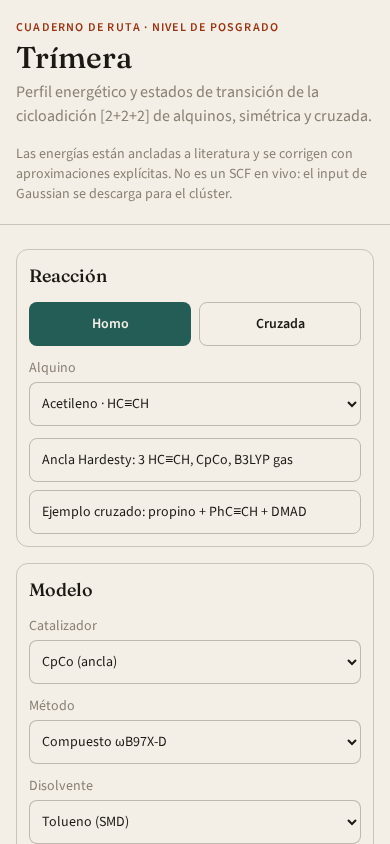 CUADERNO DE RUTA · NIVEL DE POSGRADO
Trímera
Perfil energético y estados de transición de la
cicloadición [2+2+2] de alquinos, simétrica y cruzada.
Las energías están ancladas a literatura y se corrigen con
aproximaciones explícitas. No es un SCF en vivo: el input de
Gaussian se descarga para el clúster.
Reacción
Homo
Cruzada
Alquino
Acetileno · HC≡CH
Ancla Hardesty: 3 HC≡CH, CpCo, B3LYP gas
Ejemplo cruzado: propino + PhC≡CH + DMAD
Modelo
Catalizador
CpCo (ancla)
Método
Compuesto ωB97X-D
Disolvente
Tolueno (SMD)